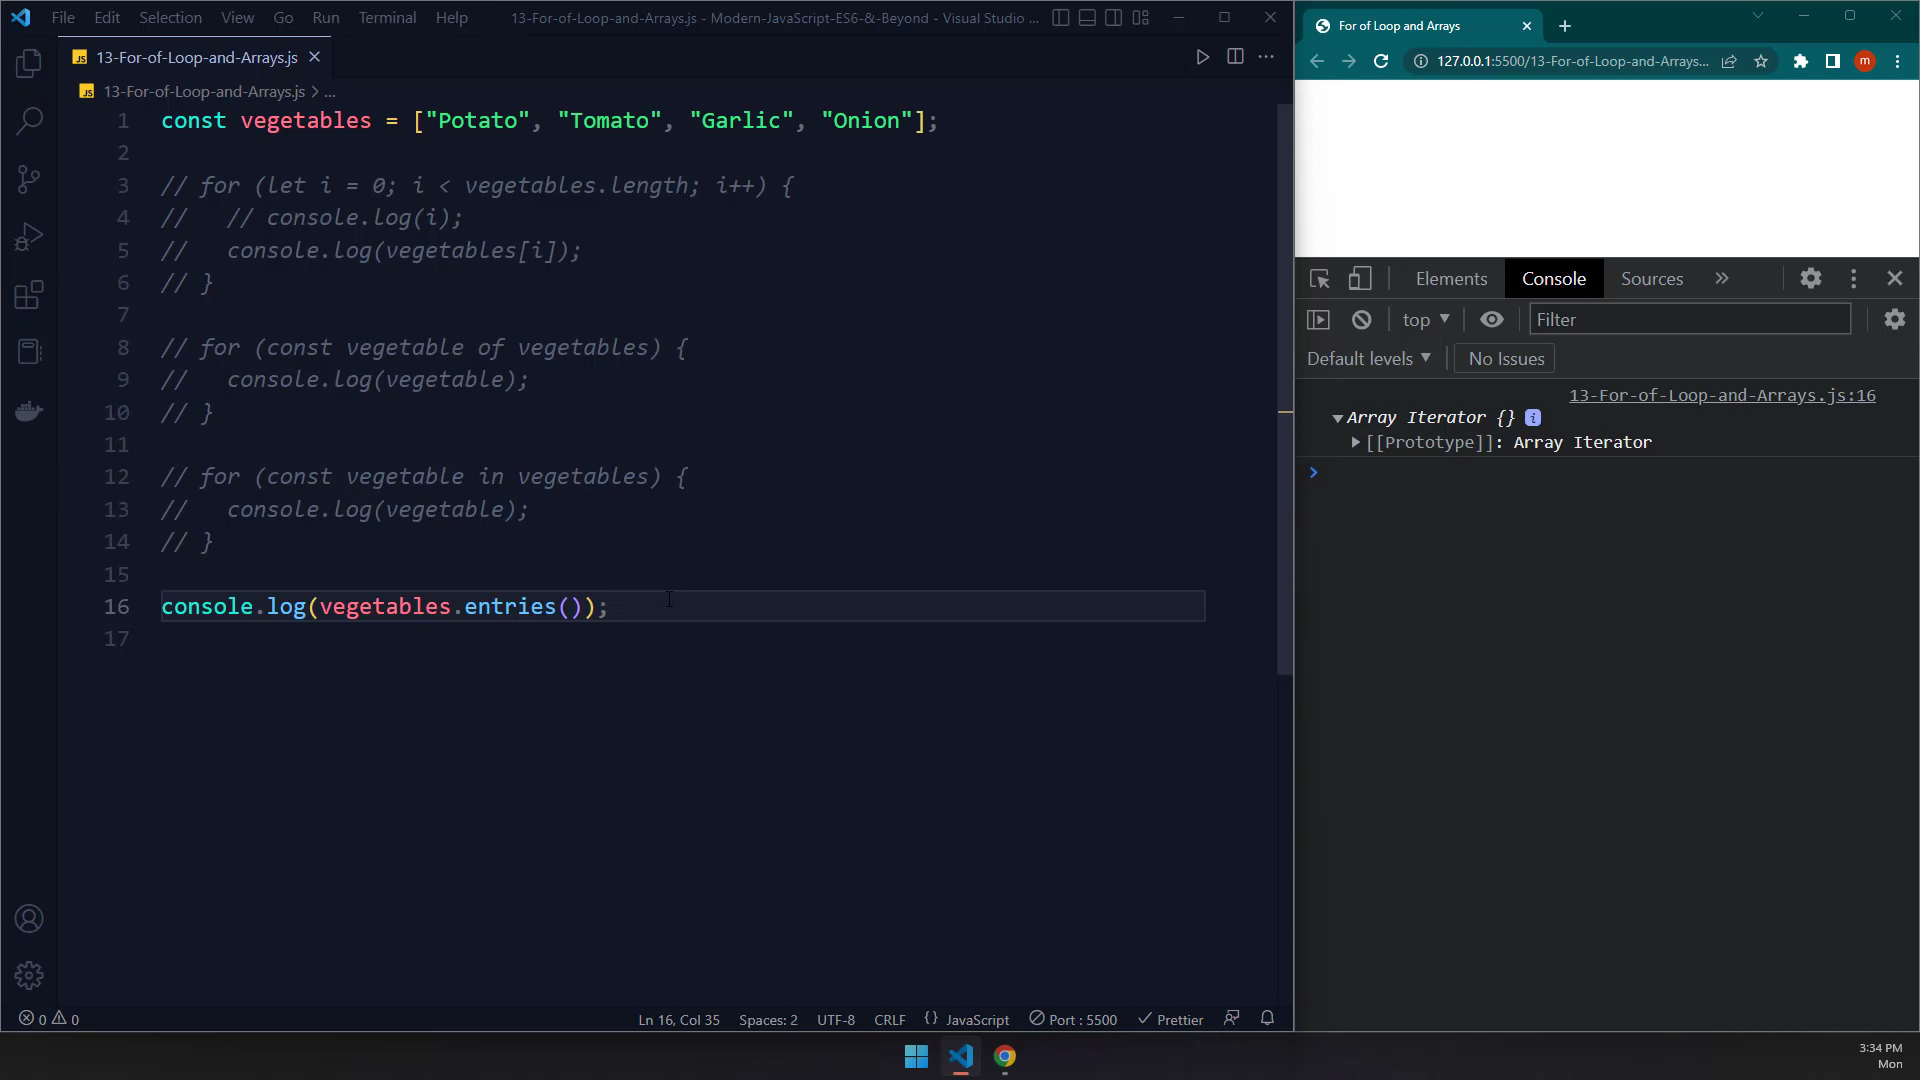 File Edit Selection View Go Run Terminal Help
13-For-of-Loop-and-Arrays.js - Modern-JavaScript-ES6-&-Beyond - Visual Studio ...
JS 13-For-of-Loop-and-Arrays.js
JS 13-For-of-Loop-and-Arrays.js > ...
1 const vegetables = ["Potato", "Tomato", "Garlic", "Onion"];
2
3 // for (let i = 0; i < vegetables.length; i++) {
4 //   // console.log(i);
5 //   console.log(vegetables[i]);
6 // }
7
8 // for (const vegetable of vegetables) {
9 //   console.log(vegetable);
10 // }
11
12 // for (const vegetable in vegetables) {
13 //   console.log(vegetable);
14 // }
15
16 console.log(vegetables.entries());
17
0 0
Ln 16, Col 35 Spaces: 2 UTF-8 CRLF {} JavaScript Port : 5500 Prettier
For of Loop and Arrays
127.0.0.1:5500/13-For-of-Loop-and-Arrays...
m
Elements Console Sources »
top Filter
Default levels No Issues
13-For-of-Loop-and-Arrays.js:16
Array Iterator {} i
[[Prototype]]: Array Iterator
>
3:34 PM
Mon